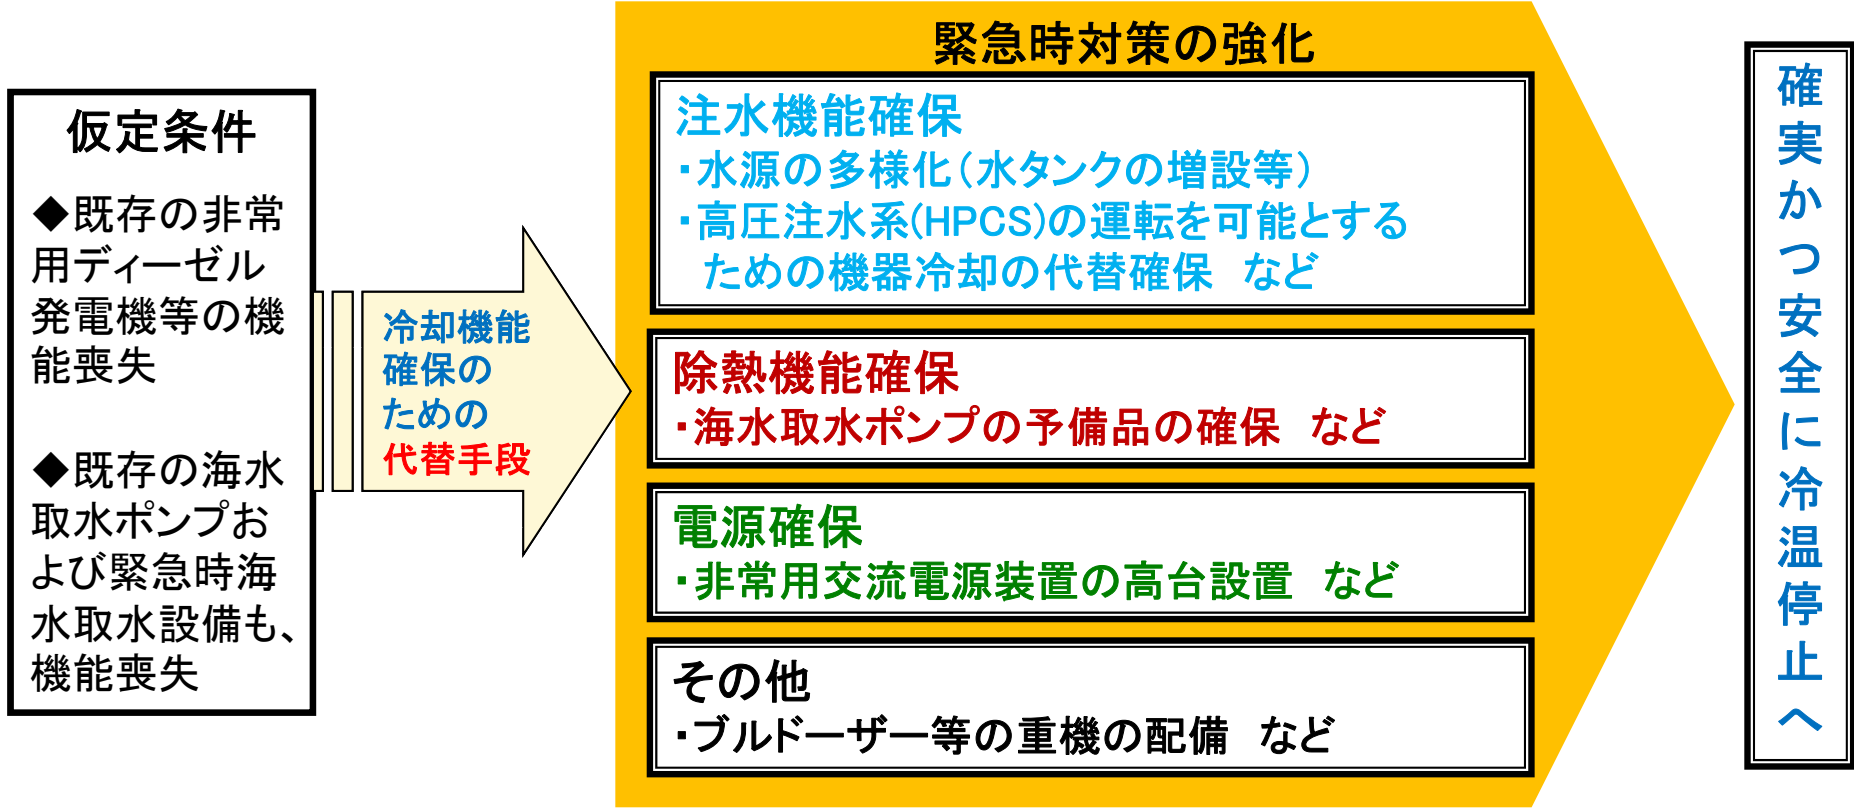 仮定条件
◆既存の非常
用ディーゼル
発電機等の機
能喪失
◆既存の海水
取水ポンプお
よび緊急時海
水取水設備も、
機能喪失
冷却機能
確保の
ための
代替手段
緊急時対策の強化
注水機能確保
・水源の多様化（水タンクの増設等）
・高圧注水系(HPCS)の運転を可能とする
ための機器冷却の代替確保　など
除熱機能確保
・海水取水ポンプの予備品の確保　など
電源確保
・非常用交流電源装置の高台設置　など
その他
・ブルドーザー等の重機の配備　など
確実かつ安全に冷温停止へ